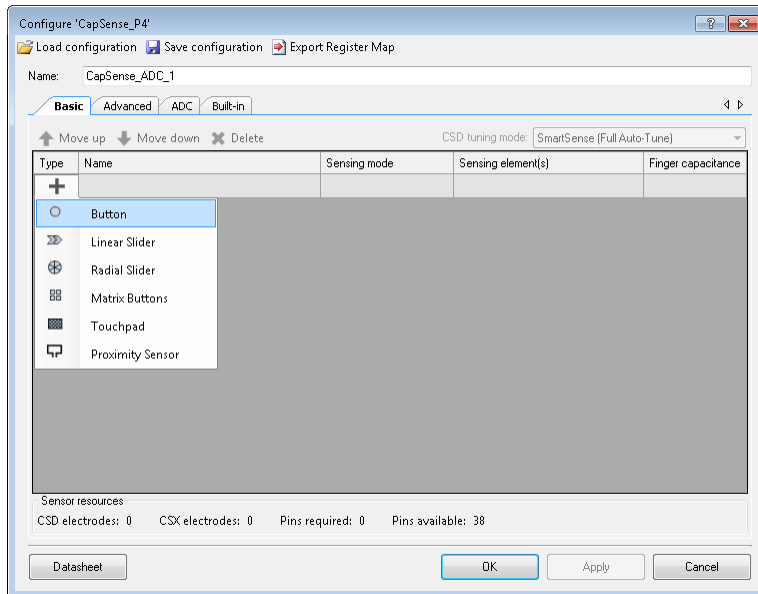 Configure 'CapSense_P4'
Load configuration Save configuration Export Register Map
Name: CapSense_ADC_1
Basic Advanced ADC Built-in
Move up Move down Delete CSD tuning mode: SmartSense (Full Auto-Tune)
Type Name Sensing mode Sensing element(s) Finger capacitance
Button
Linear Slider
Radial Slider
Matrix Buttons
Touchpad
Proximity Sensor
Sensor resources
CSD electrodes: 0 CSX electrodes: 0 Pins required: 0 Pins available: 38
Datasheet OK Apply Cancel